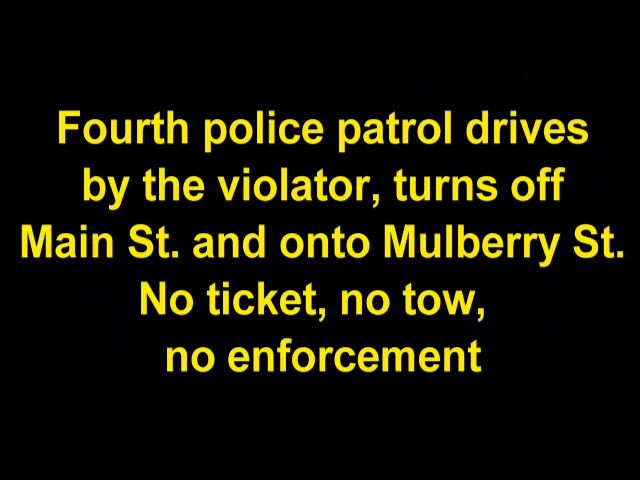 Fourth police patrol drives
by the violator, turns off
Main St. and onto Mulberry St.
No ticket, no tow,
no enforcement